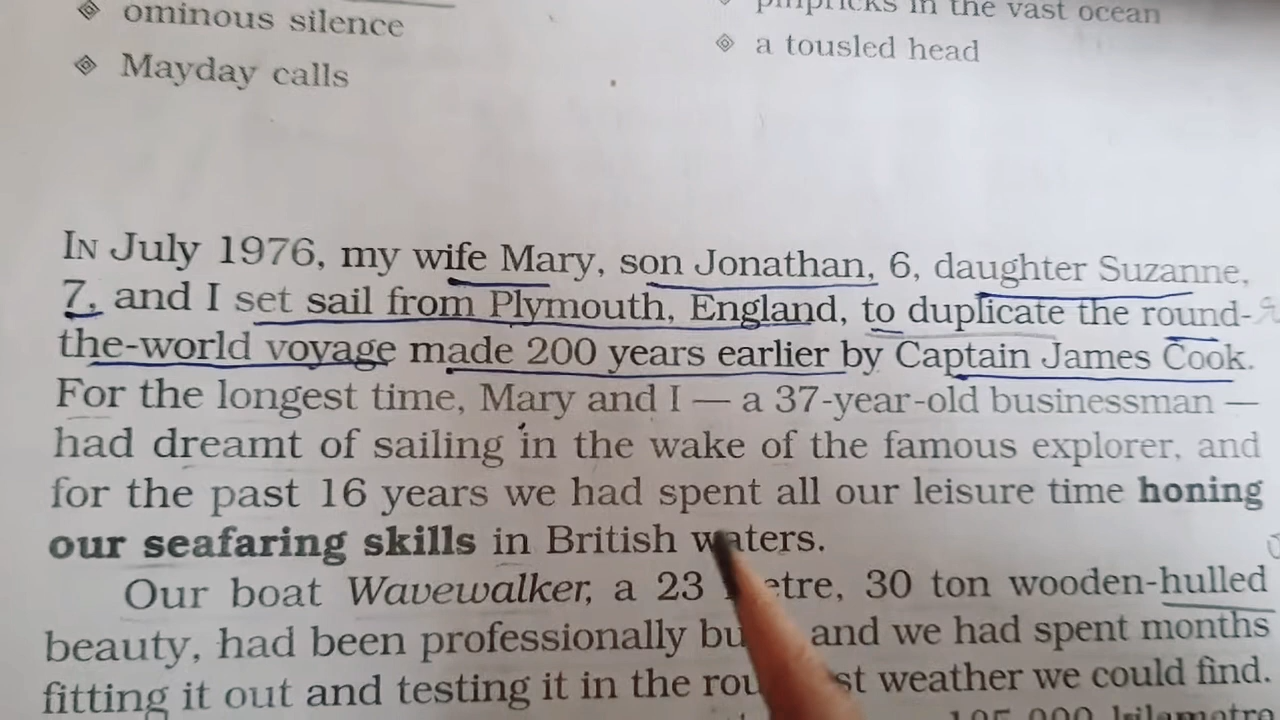 ominous silence
in the vast ocean
Mayday calls
a tousled head
IN July 1976, my wife Mary, son Jonathan, 6, daughter Suzanne,
7, and I set sail from Plymouth, England, to duplicate the round-
the-world voyage made 200 years earlier by Captain James Cook.
For the longest time, Mary and I — a 37-year-old businessman —
had dreamt of sailing in the wake of the famous explorer, and
for the past 16 years we had spent all our leisure time honing
our seafaring skills in British waters.
Our boat Wavewalker, a 23 metre, 30 ton wooden-hulled
beauty, had been professionally and we had spent months
fitting it out and testing it in the weather we could find.